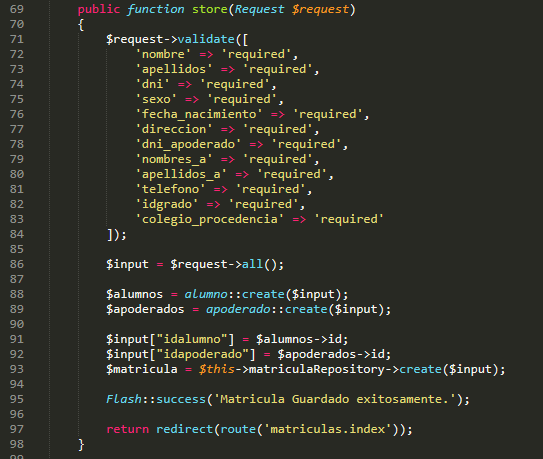 69 public function store(Request $request)
70 {
71 $request->validate([
72 'nombre' => 'required',
73 'apellidos' => 'required',
74 'dni' => 'required',
75 'sexo' => 'required',
76 'fecha_nacimiento' => 'required',
77 'direccion' => 'required',
78 'dni_apoderado' => 'required',
79 'nombres_a' => 'required',
80 'apellidos_a' => 'required',
81 'telefono' => 'required',
82 'idgrado' => 'required',
83 'colegio_procedencia' => 'required'
84 ]);
85
86 $input = $request->all();
87
88 $alumnos = alumno::create($input);
89 $apoderados = apoderado::create($input);
90
91 $input["idalumno"] = $alumnos->id;
92 $input["idapoderado"] = $apoderados->id;
93 $matricula = $this->matriculaRepository->create($input);
94
95 Flash::success('Matricula Guardado exitosamente.');
96
97 return redirect(route('matriculas.index'));
98 }
99